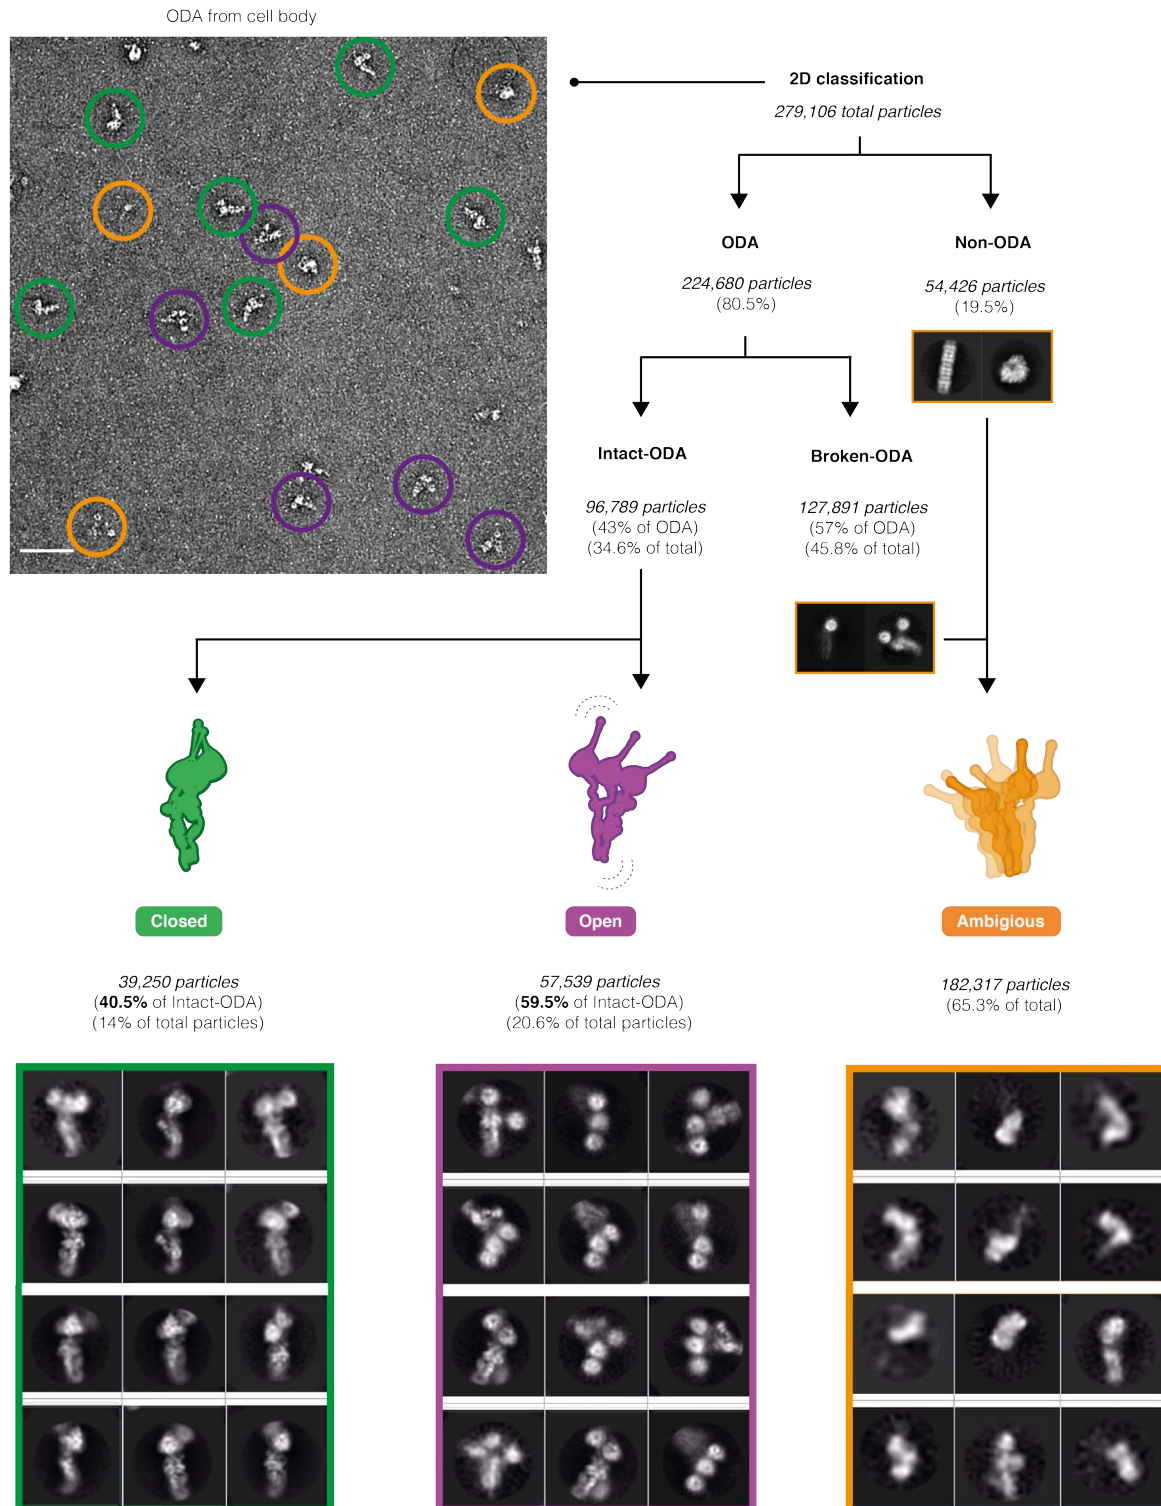 ODA from cell body
2D classification
279,106 total particles
ODA
Non-ODA
224,680 particles
(80.5%)
54,426 particles
(19.5%)
Intact-ODA
Broken-ODA
96,789 particles
(43% of ODA)
(34.6% of total)
127,891 particles
(57% of ODA)
(45.8% of total)
Closed
Open
Ambigious
39,250 particles
(40.5% of Intact-ODA)
(14% of total particles)
57,539 particles
(59.5% of Intact-ODA)
(20.6% of total particles)
182,317 particles
(65.3% of total)